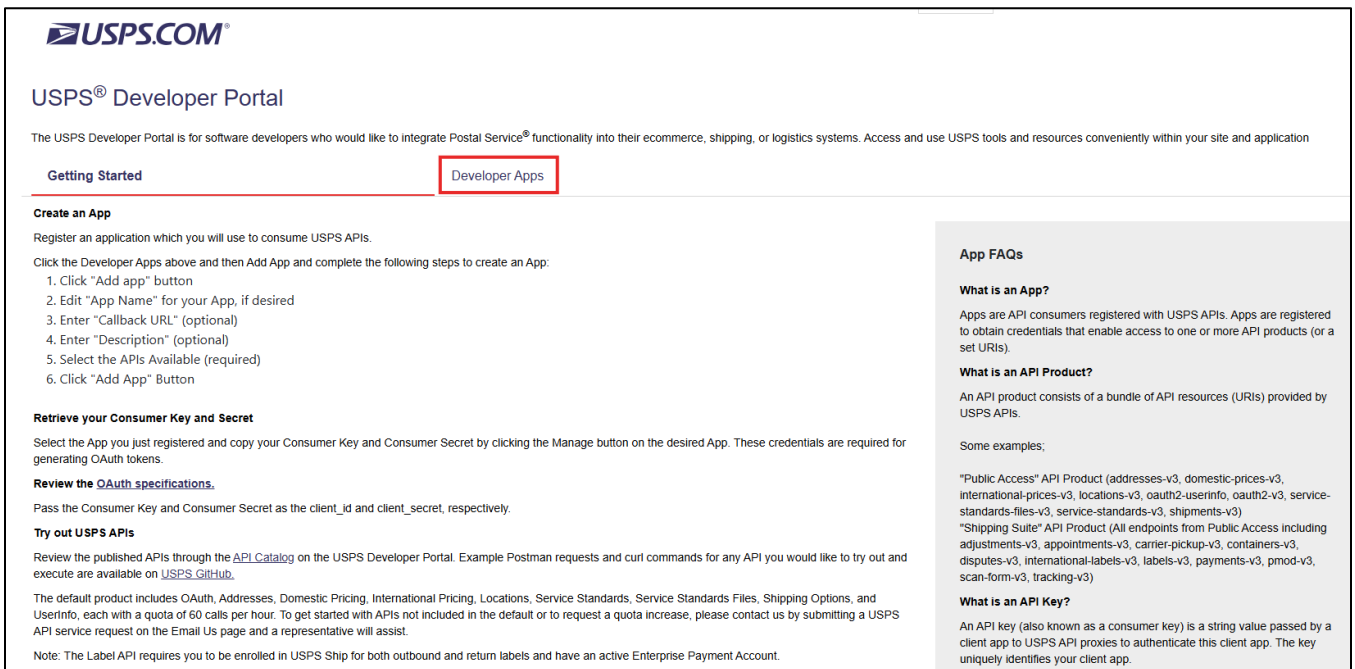 USPS.COM®
USPS® Developer Portal
The USPS Developer Portal is for software developers who would like to integrate Postal Service® functionality into their ecommerce, shipping, or logistics systems. Access and use USPS tools and resources conveniently within your site and application
Getting Started
Developer Apps
Create an App
Register an application which you will use to consume USPS APIs.
Click the Developer Apps above and then Add App and complete the following steps to create an App:
1. Click "Add app" button
2. Edit "App Name" for your App, if desired
3. Enter "Callback URL" (optional)
4. Enter "Description" (optional)
5. Select the APIs Available (required)
6. Click "Add App" Button
Retrieve your Consumer Key and Secret
Select the App you just registered and copy your Consumer Key and Consumer Secret by clicking the Manage button on the desired App. These credentials are required for
generating OAuth tokens.
Review the OAuth specifications.
Pass the Consumer Key and Consumer Secret as the client_id and client_secret, respectively.
Try out USPS APIs
Review the published APIs through the API Catalog on the USPS Developer Portal. Example Postman requests and curl commands for any API you would like to try out and
execute are available on USPS GitHub.
The default product includes OAuth, Addresses, Domestic Pricing, International Pricing, Locations, Service Standards, Service Standards Files, Shipping Options, and
UserInfo, each with a quota of 60 calls per hour. To get started with APIs not included in the default or to request a quota increase, please contact us by submitting a USPS
API service request on the Email Us page and a representative will assist.
Note: The Label API requires you to be enrolled in USPS Ship for both outbound and return labels and have an active Enterprise Payment Account.
App FAQs
What is an App?
Apps are API consumers registered with USPS APIs. Apps are registered
to obtain credentials that enable access to one or more API products (or a
set URIs).
What is an API Product?
An API product consists of a bundle of API resources (URIs) provided by
USPS APIs.
Some examples;
"Public Access" API Product (addresses-v3, domestic-prices-v3,
international-prices-v3, locations-v3, oauth2-userinfo, oauth2-v3, service-
standards-files-v3, service-standards-v3, shipments-v3)
"Shipping Suite" API Product (All endpoints from Public Access including
adjustments-v3, appointments-v3, carrier-pickup-v3, containers-v3,
disputes-v3, international-labels-v3, labels-v3, payments-v3, pmod-v3,
scan-form-v3, tracking-v3)
What is an API Key?
An API key (also known as a consumer key) is a string value passed by a
client app to USPS API proxies to authenticate this client app. The key
uniquely identifies your client app.